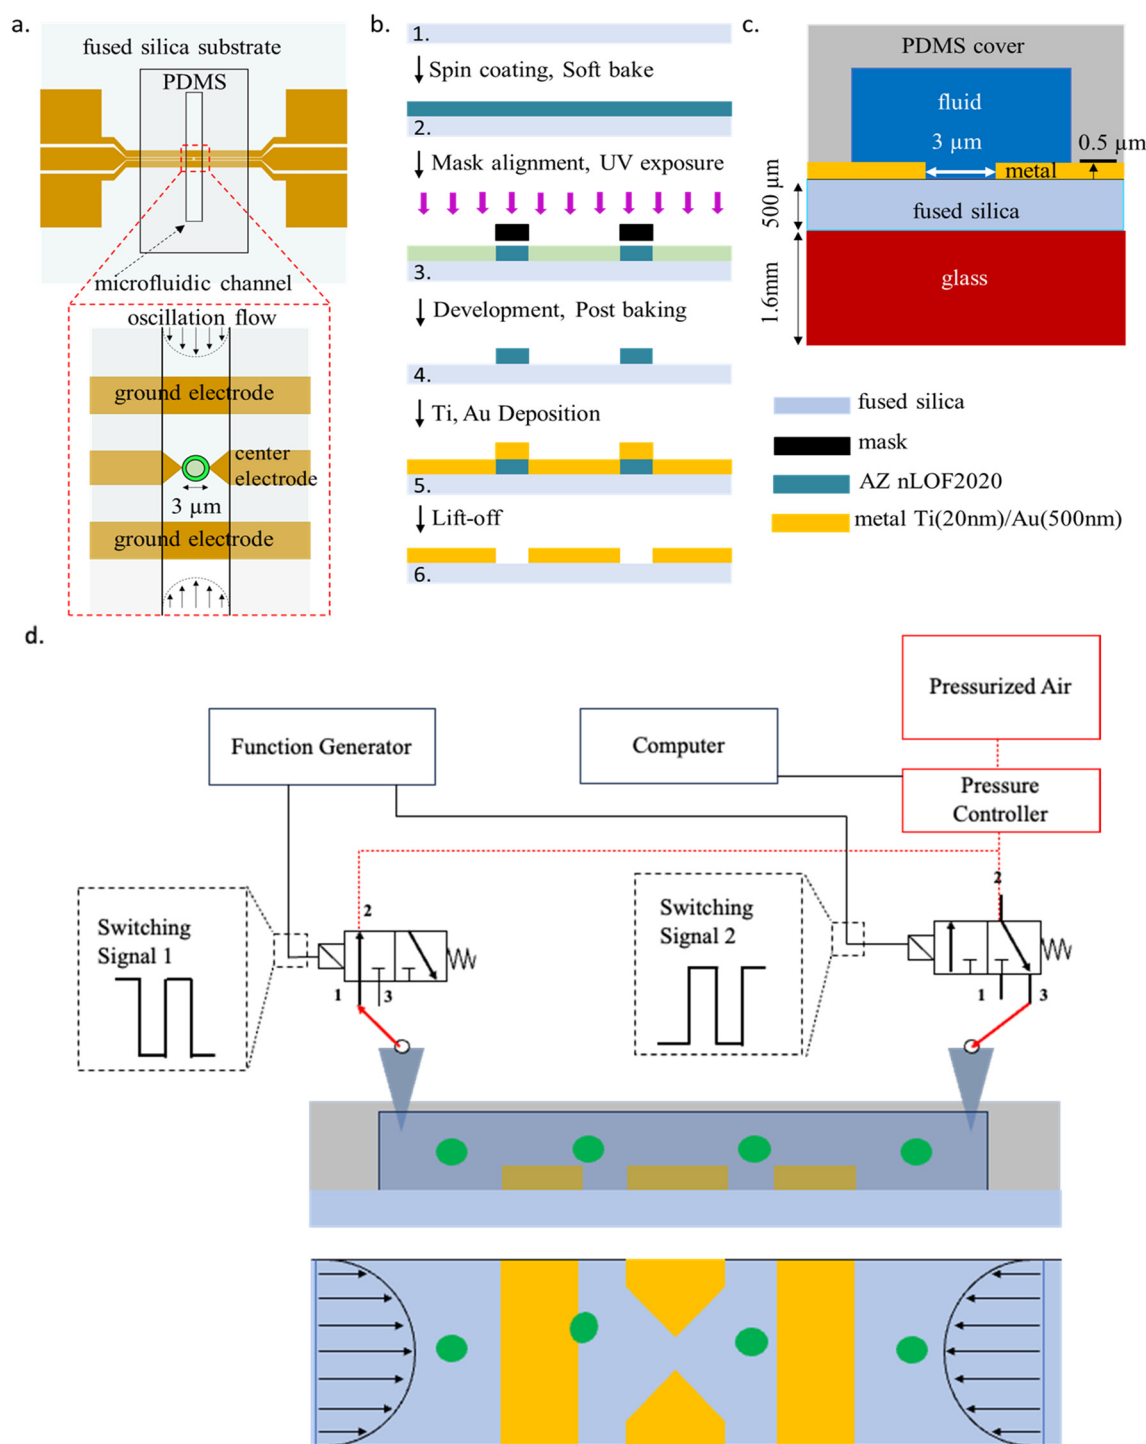 a.
fused silica substrate
PDMS
microfluidic channel
oscillation flow
ground electrode
center
electrode
3 µm
ground electrode
b.
1.
Spin coating, Soft bake
2.
Mask alignment, UV exposure
3.
Development, Post baking
4.
Ti, Au Deposition
5.
Lift-off
6.
c.
PDMS cover
fluid
3 µm
0.5 µm
metal
500 µm
fused silica
1.6mm
glass
fused silica
mask
AZ nLOF2020
metal Ti(20nm)/Au(500nm)
d.
Pressurized Air
Function Generator
Computer
Pressure
Controller
Switching
Signal 1
2
1
3
Switching
Signal 2
2
1
3